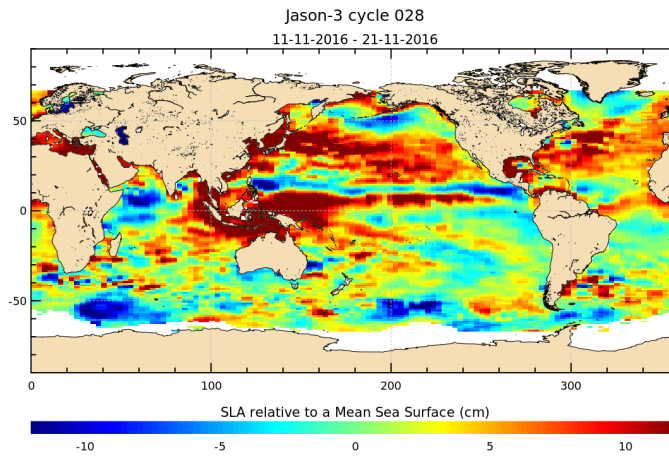 Jason-3 cycle 028
11-11-2016 - 21-11-2016
50
0
-50
0 100 200 300
SLA relative to a Mean Sea Surface (cm)
-10 -5 0 5 10